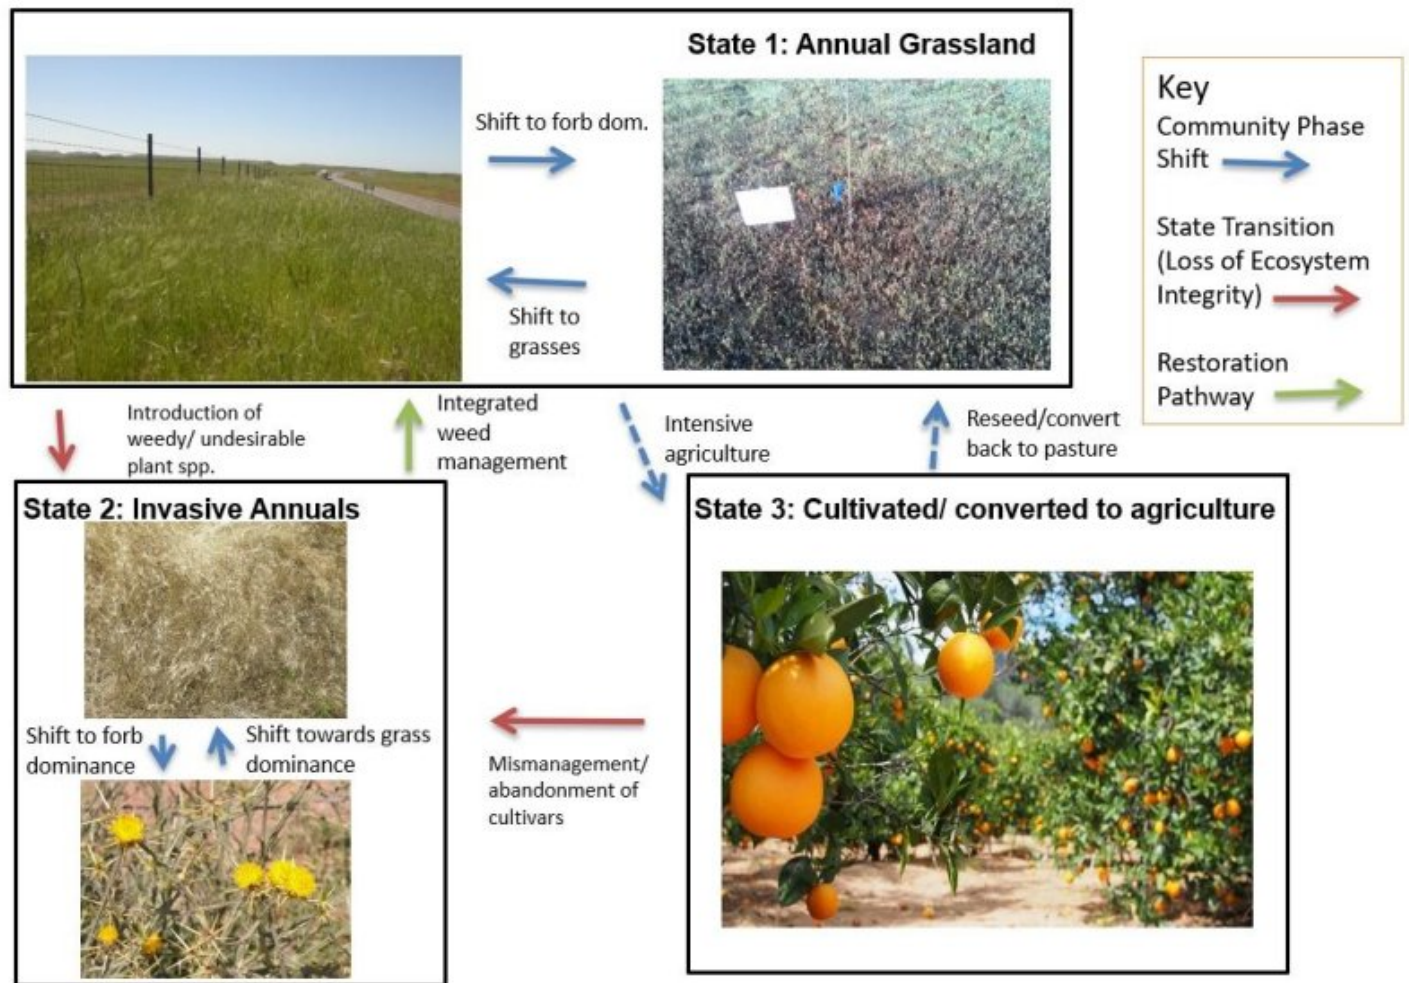 State 1: Annual Grassland
Shift to forb dom.
Shift to
grasses
Key
Community Phase
Shift
State Transition
(Loss of Ecosystem
Integrity)
Restoration
Pathway
Introduction of
weedy/ undesirable
plant spp.
Integrated
weed
management
Intensive
agriculture
Reseed/convert
back to pasture
State 2: Invasive Annuals
Shift to forb
dominance
Shift towards grass
dominance
Mismanagement/
abandonment of
cultivars
State 3: Cultivated/ converted to agriculture